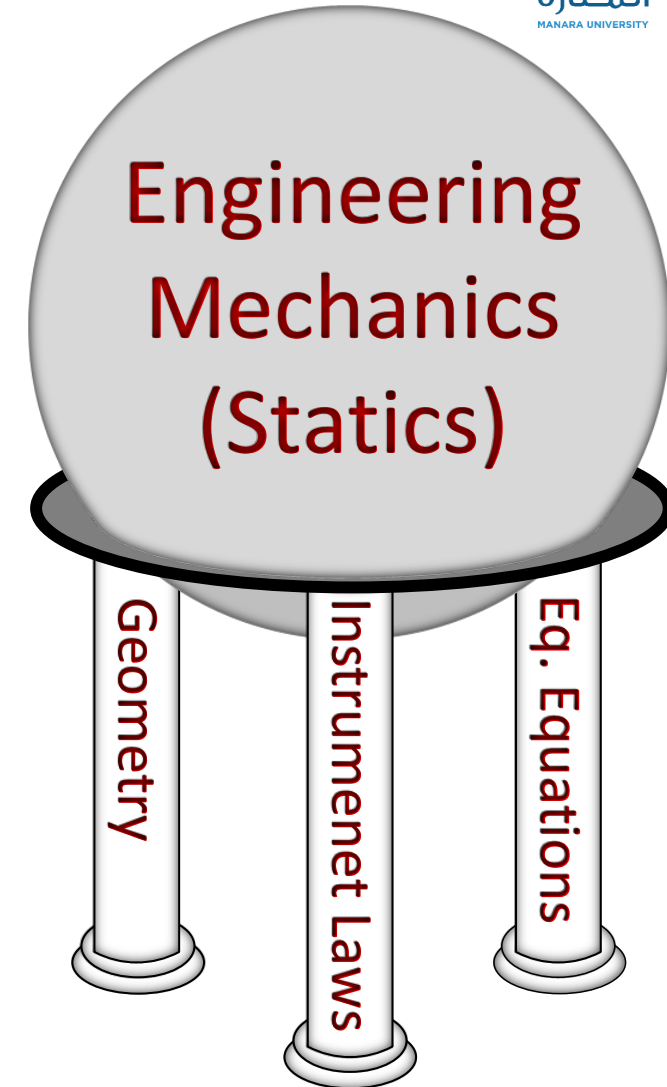 MANARA UNIVERSITY
Engineering
Mechanics
(Statics)
Geometry
Instrumenet Laws
Eq. Equations